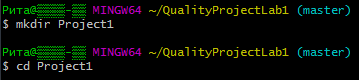 Рита@ MINGW64 ~/QualityProjectLab1 (master)
$ mkdir Project1
Рита@ MINGW64 ~/QualityProjectLab1 (master)
$ cd Project1